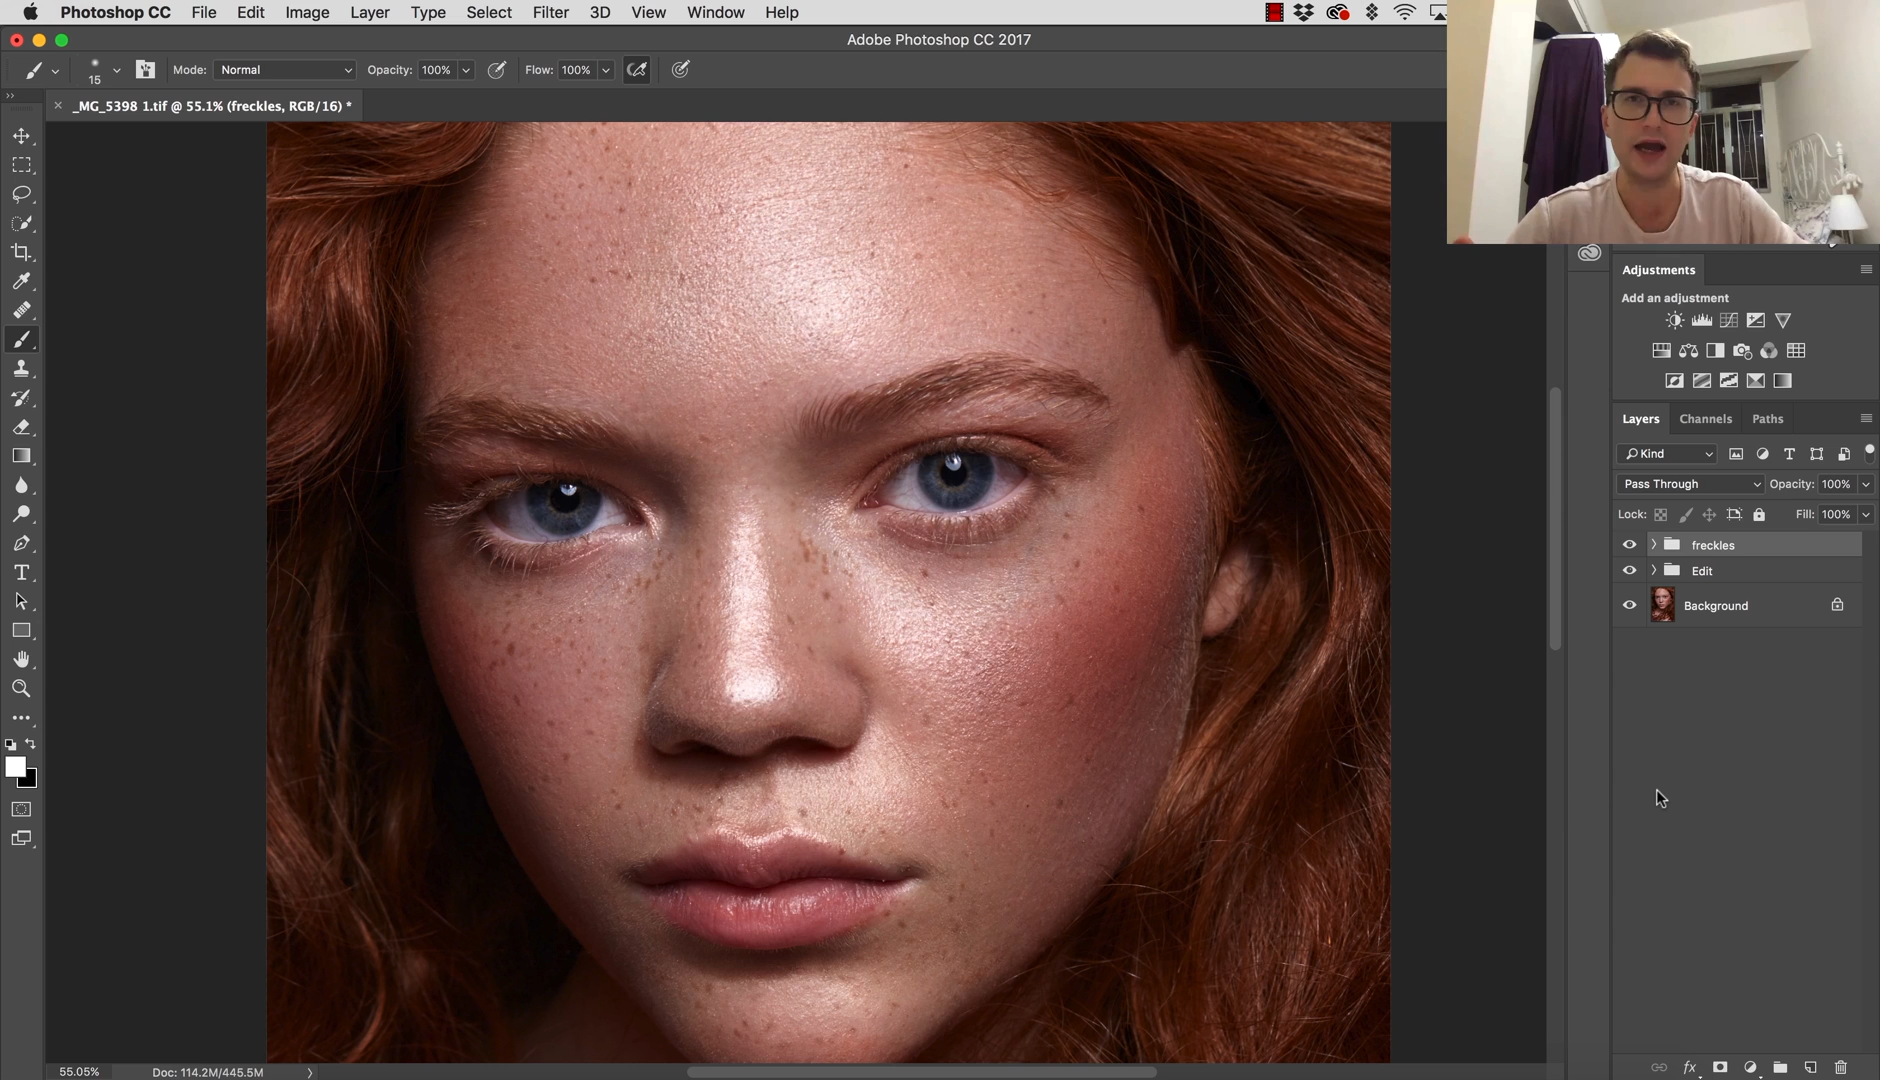 Photoshop CC File Edit Image Layer Type Select Filter 3D View Window Help
Adobe Photoshop CC 2017
15 Mode: Normal Opacity: 100% Flow: 100%
_MG_5398 1.tif @ 55.1% (freckles, RGB/16) *
Adjustments
Add an adjustment
Layers Channels Paths
Kind
Pass Through Opacity: 100%
Lock: Fill: 100%
freckles
Edit
Background
fx
55.05% Doc: 114.2M/445.5M